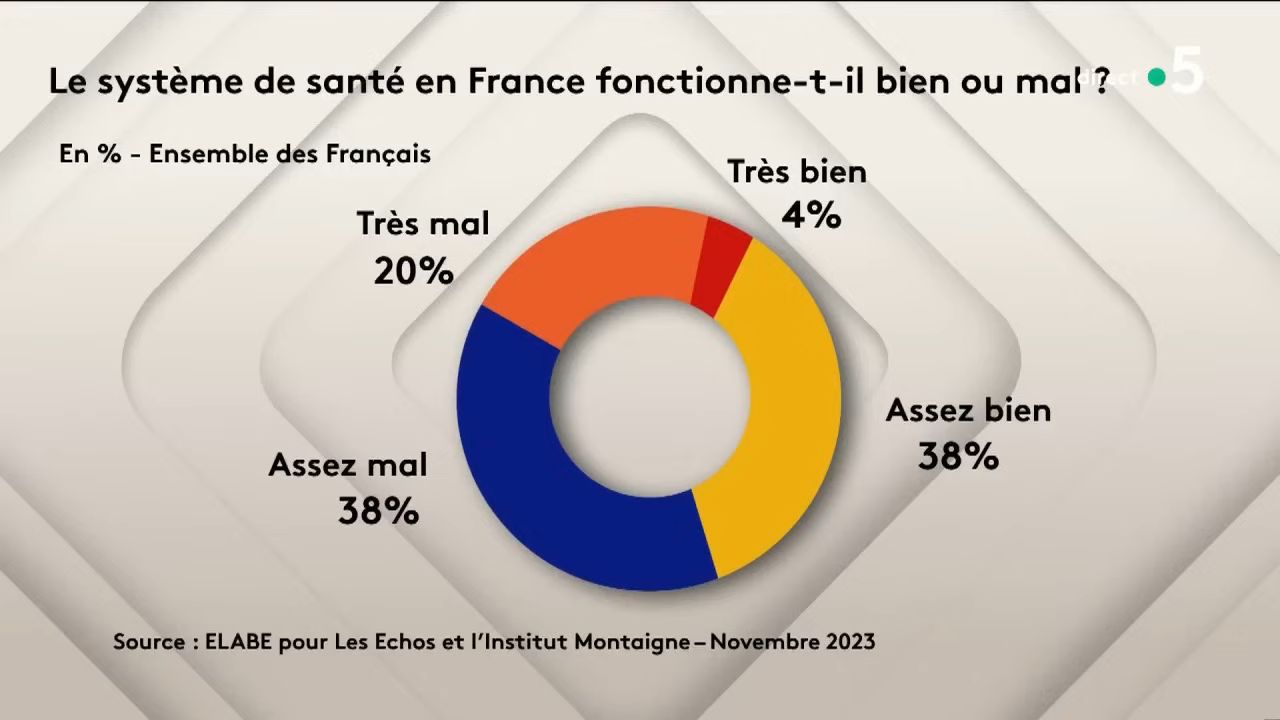 Le système de santé en France fonctionne-t-il bien ou mal ?
direct 5
En % - Ensemble des Français
Très bien
4%
Très mal
20%
Assez bien
38%
Assez mal
38%
Source : ELABE pour Les Echos et l'Institut Montaigne – Novembre 2023